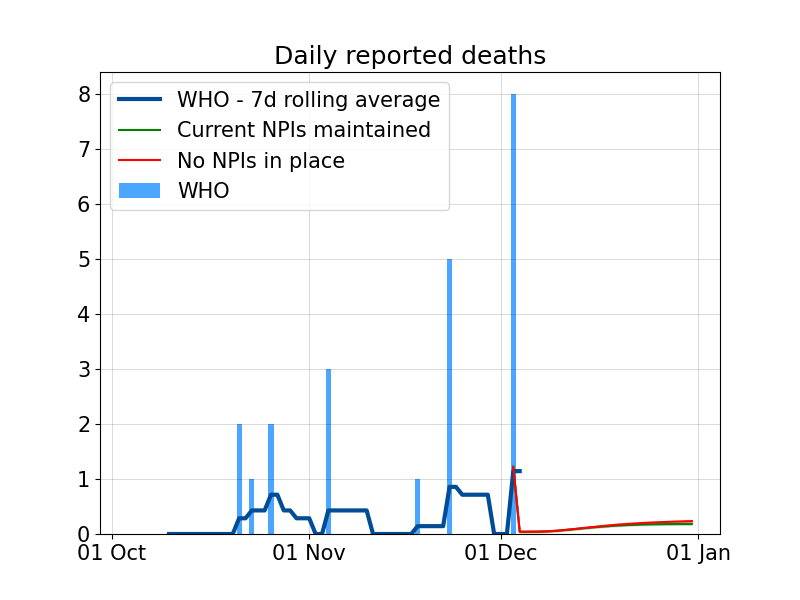 Daily reported deaths
WHO - 7d rolling average
Current NPIs maintained
No NPIs in place
WHO
8
7
6
5
4
3
2
1
0
01 Oct 01 Nov 01 Dec 01 Jan